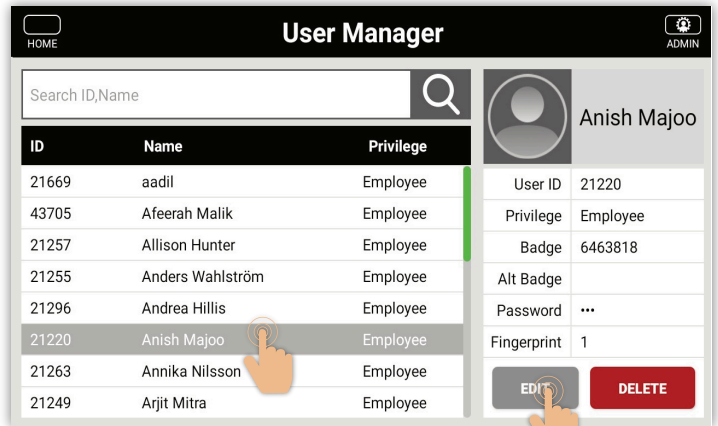 HOME
User Manager
ADMIN
Search ID,Name
ID Name Privilege
21669 aadil Employee
43705 Afeerah Malik Employee
21257 Allison Hunter Employee
21255 Anders Wahlström Employee
21296 Andrea Hillis Employee
21220 Anish Majoo Employee
21263 Annika Nilsson Employee
21249 Arjit Mitra Employee
Anish Majoo
User ID 21220
Privilege Employee
Badge 6463818
Alt Badge
Password •••
Fingerprint 1
EDIT DELETE